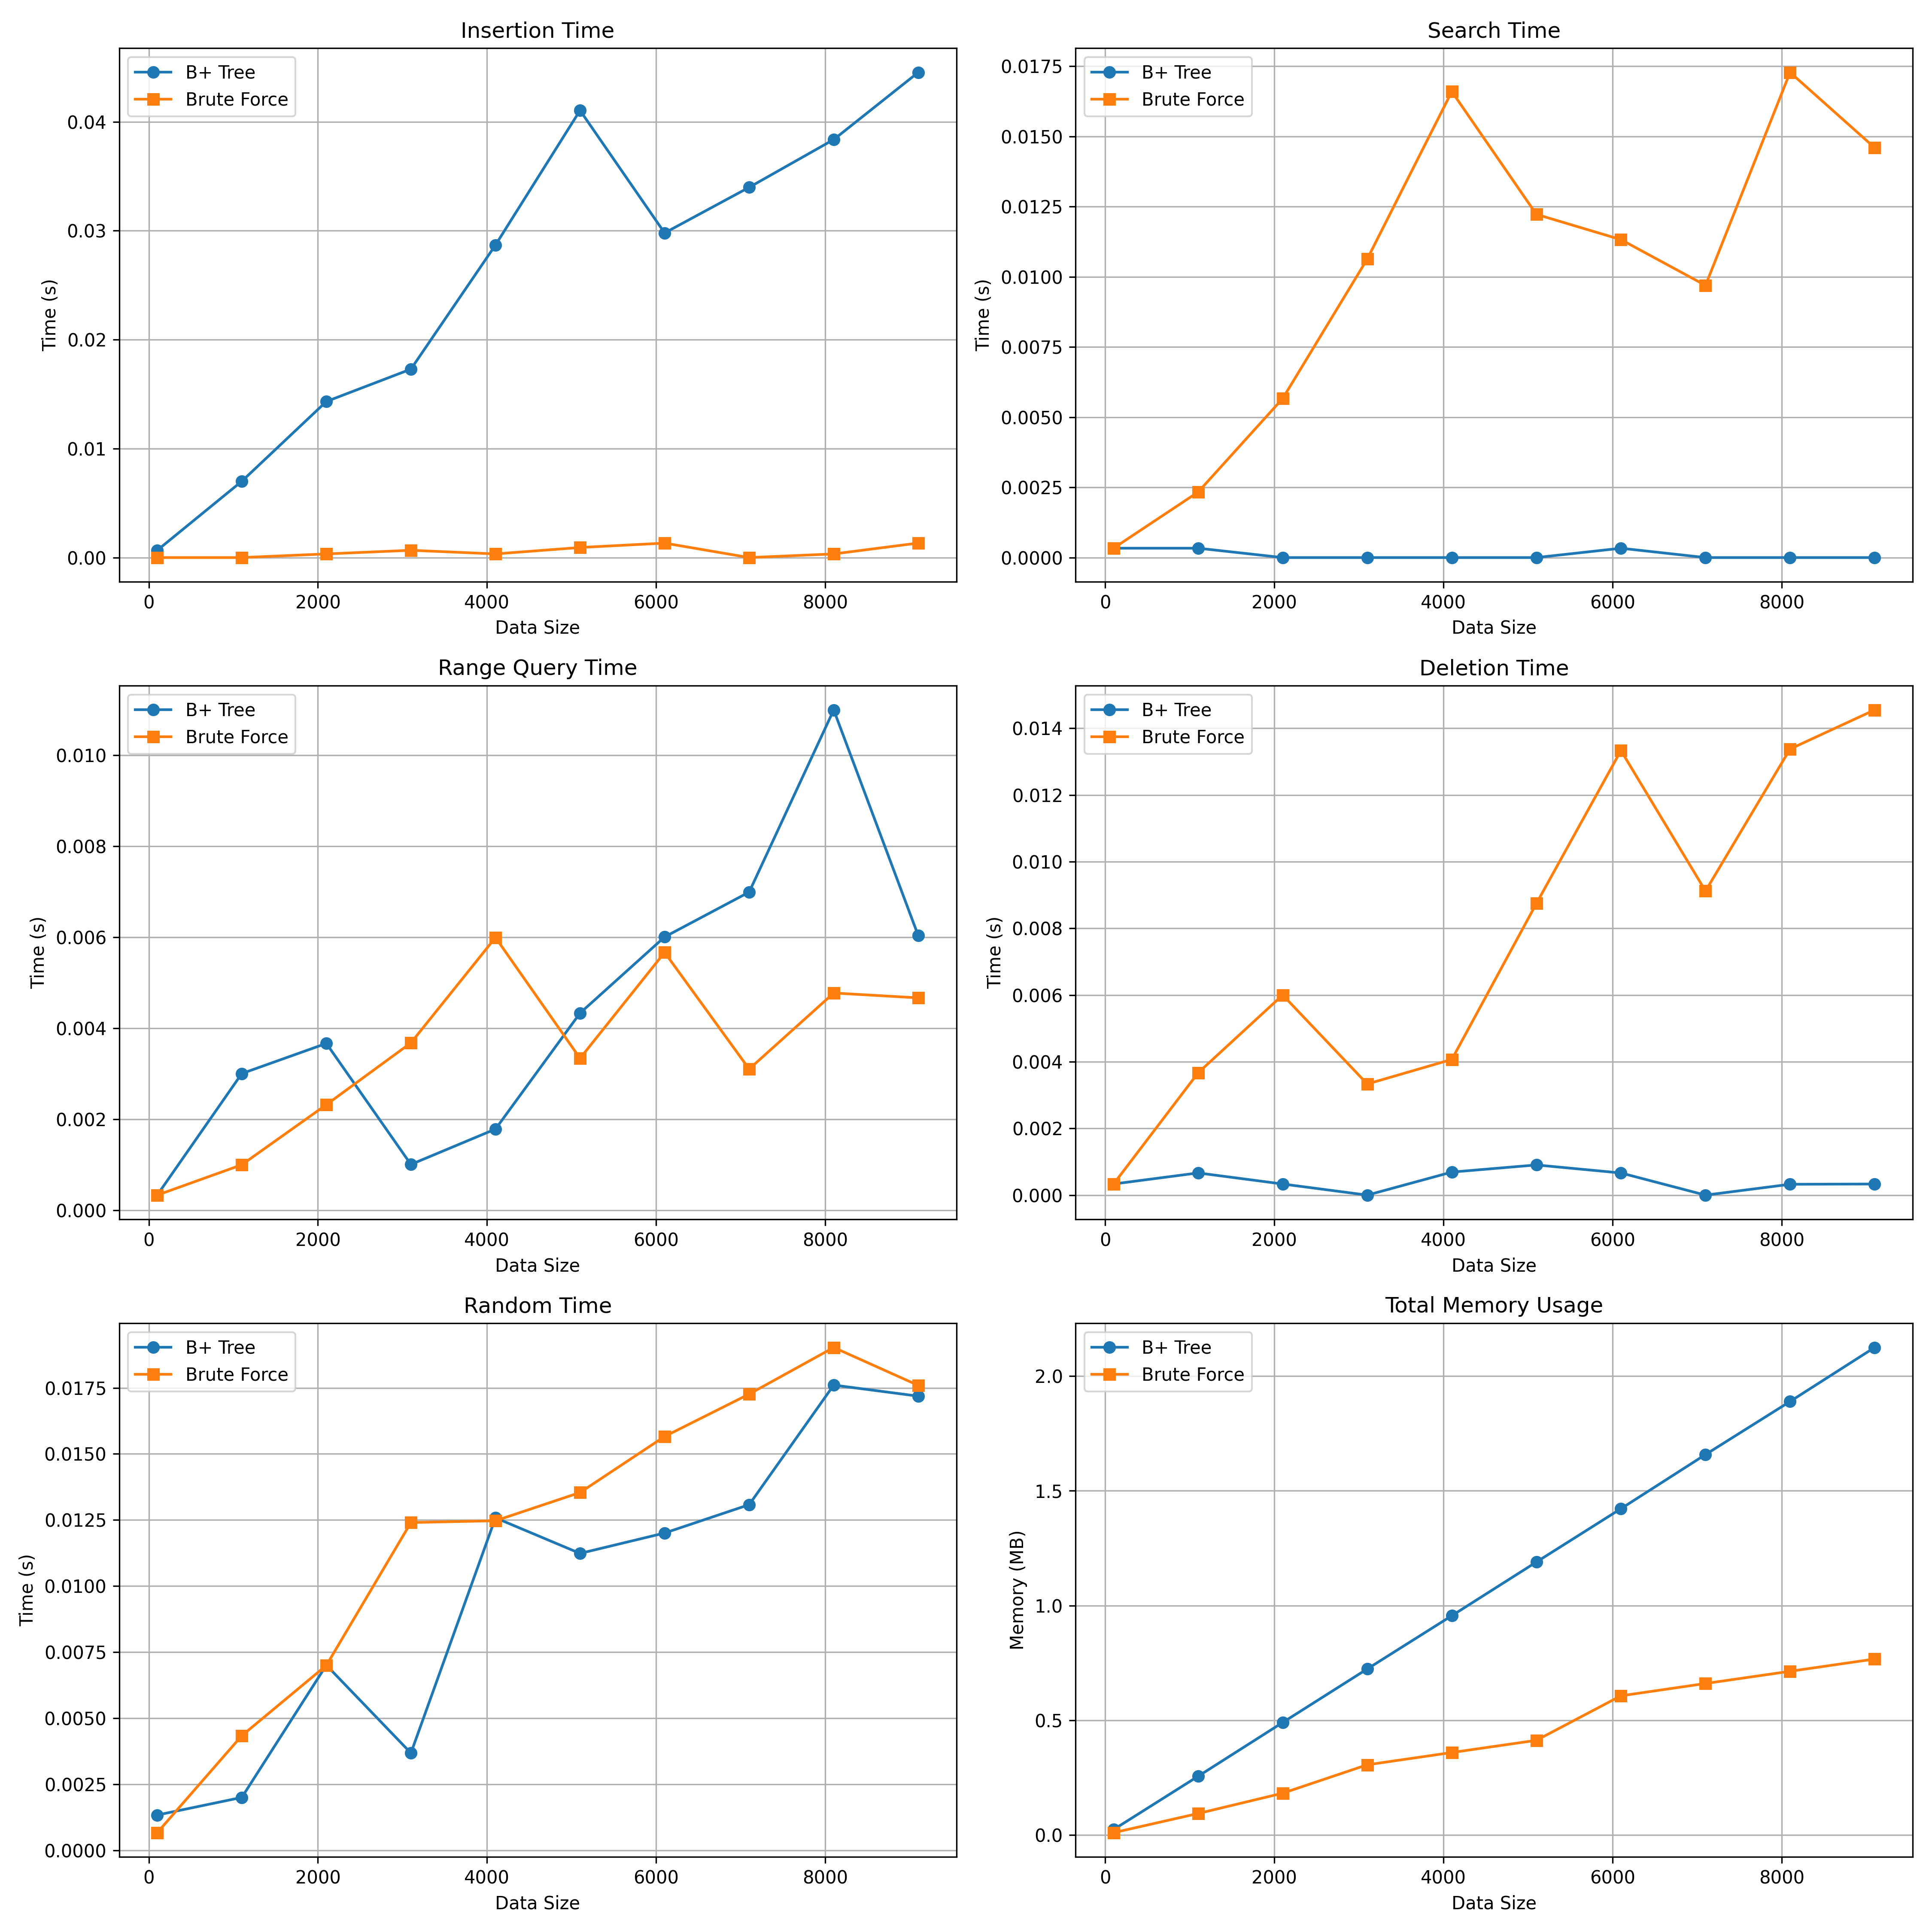 Insertion Time
B+ Tree
Brute Force
0.04
0.03
0.02
0.01
0.00
Time (s)
0 2000 4000 6000 8000
Data Size
Search Time
B+ Tree
Brute Force
0.0175
0.0150
0.0125
0.0100
0.0075
0.0050
0.0025
0.0000
Time (s)
0 2000 4000 6000 8000
Data Size
Range Query Time
B+ Tree
Brute Force
0.010
0.008
0.006
0.004
0.002
0.000
Time (s)
0 2000 4000 6000 8000
Data Size
Deletion Time
B+ Tree
Brute Force
0.014
0.012
0.010
0.008
0.006
0.004
0.002
0.000
Time (s)
0 2000 4000 6000 8000
Data Size
Random Time
B+ Tree
Brute Force
0.0175
0.0150
0.0125
0.0100
0.0075
0.0050
0.0025
0.0000
Time (s)
0 2000 4000 6000 8000
Data Size
Total Memory Usage
B+ Tree
Brute Force
2.0
1.5
1.0
0.5
0.0
Memory (MB)
0 2000 4000 6000 8000
Data Size